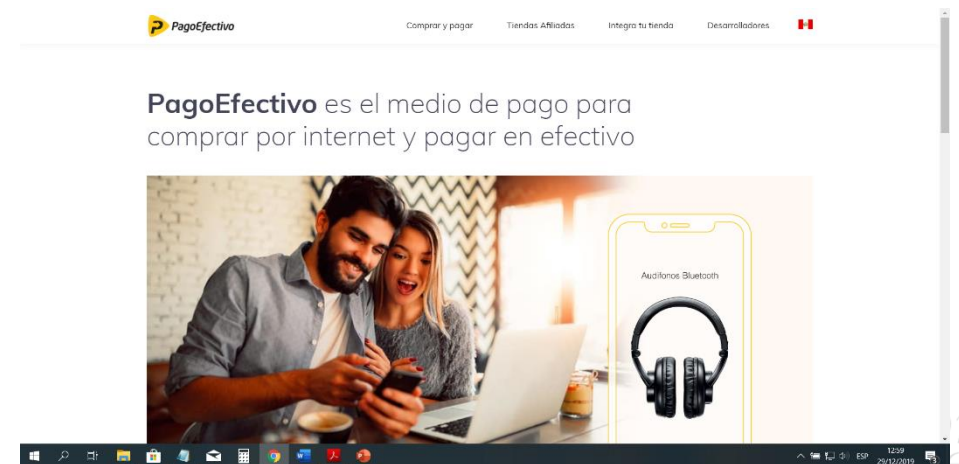 PagoEfectivo
Comprar y pagar
Tiendas Afiliadas
Integra tu tienda
Desarrolladores
PagoEfectivo es el medio de pago para
comprar por internet y pagar en efectivo
Audífonos Bluetooth
ESP
12:59
29/12/2019